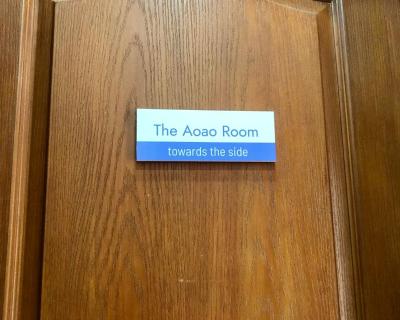 The Aoao Room
towards the side